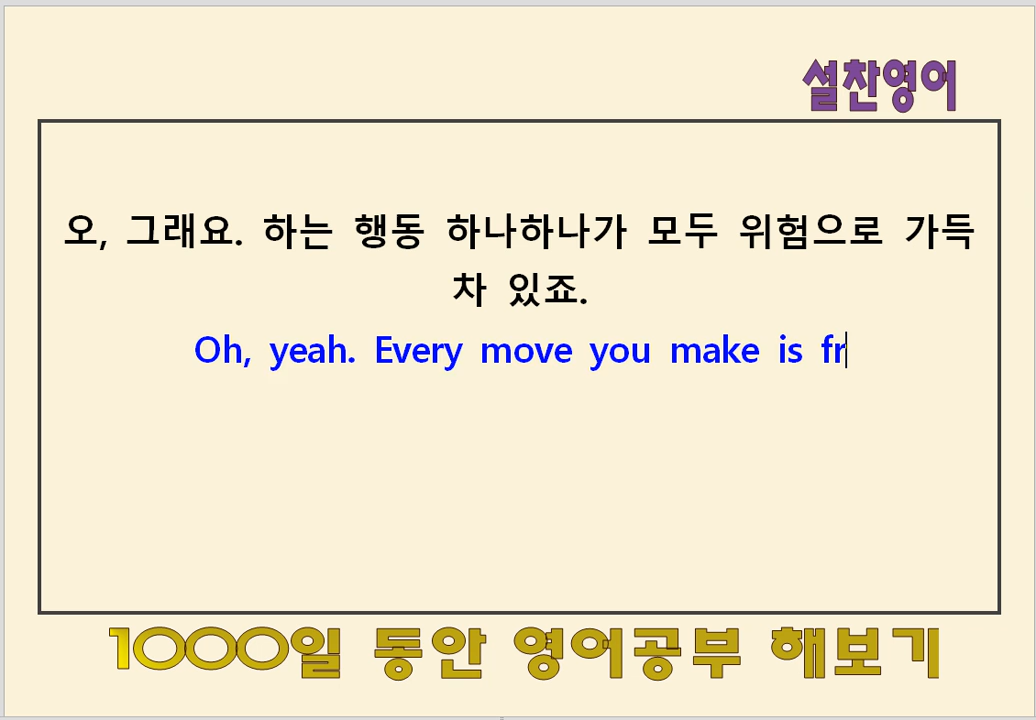 설찬영어
오, 그래요. 하는 행동 하나하나가 모두 위험으로 가득
차 있죠.
Oh, yeah. Every move you make is fr
1000일 동안 영어공부 해보기